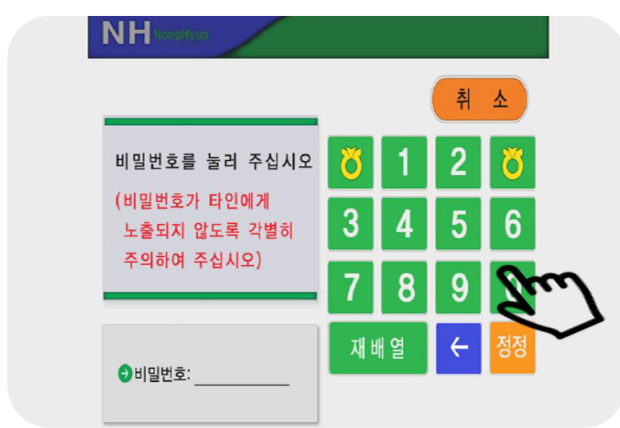 NH NongHyup
취 소
비밀번호를 눌러 주십시오
(비밀번호가 타인에게
노출되지 않도록 각별히
주의하여 주십시오)
1 2
3 4 5 6
7 8 9
재배열 ← 정정
비밀번호: